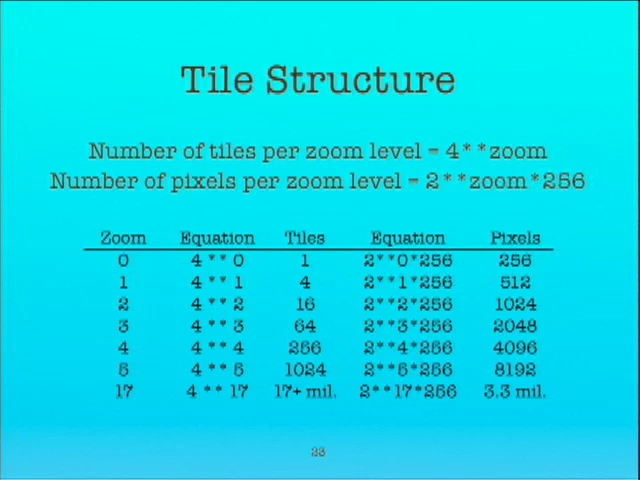 Tile Structure
Number of tiles per zoom level = 4**zoom
Number of pixels per zoom level = 2**zoom*256
Zoom Equation Tiles Equation Pixels
0 4 ** 0 1 2**0*256 256
1 4 ** 1 4 2**1*256 512
2 4 ** 2 16 2**2*256 1024
3 4 ** 3 64 2**3*256 2048
4 4 ** 4 256 2**4*256 4096
5 4 ** 5 1024 2**5*256 8192
17 4 ** 17 17+ mil. 2**17*256 3.3 mil.